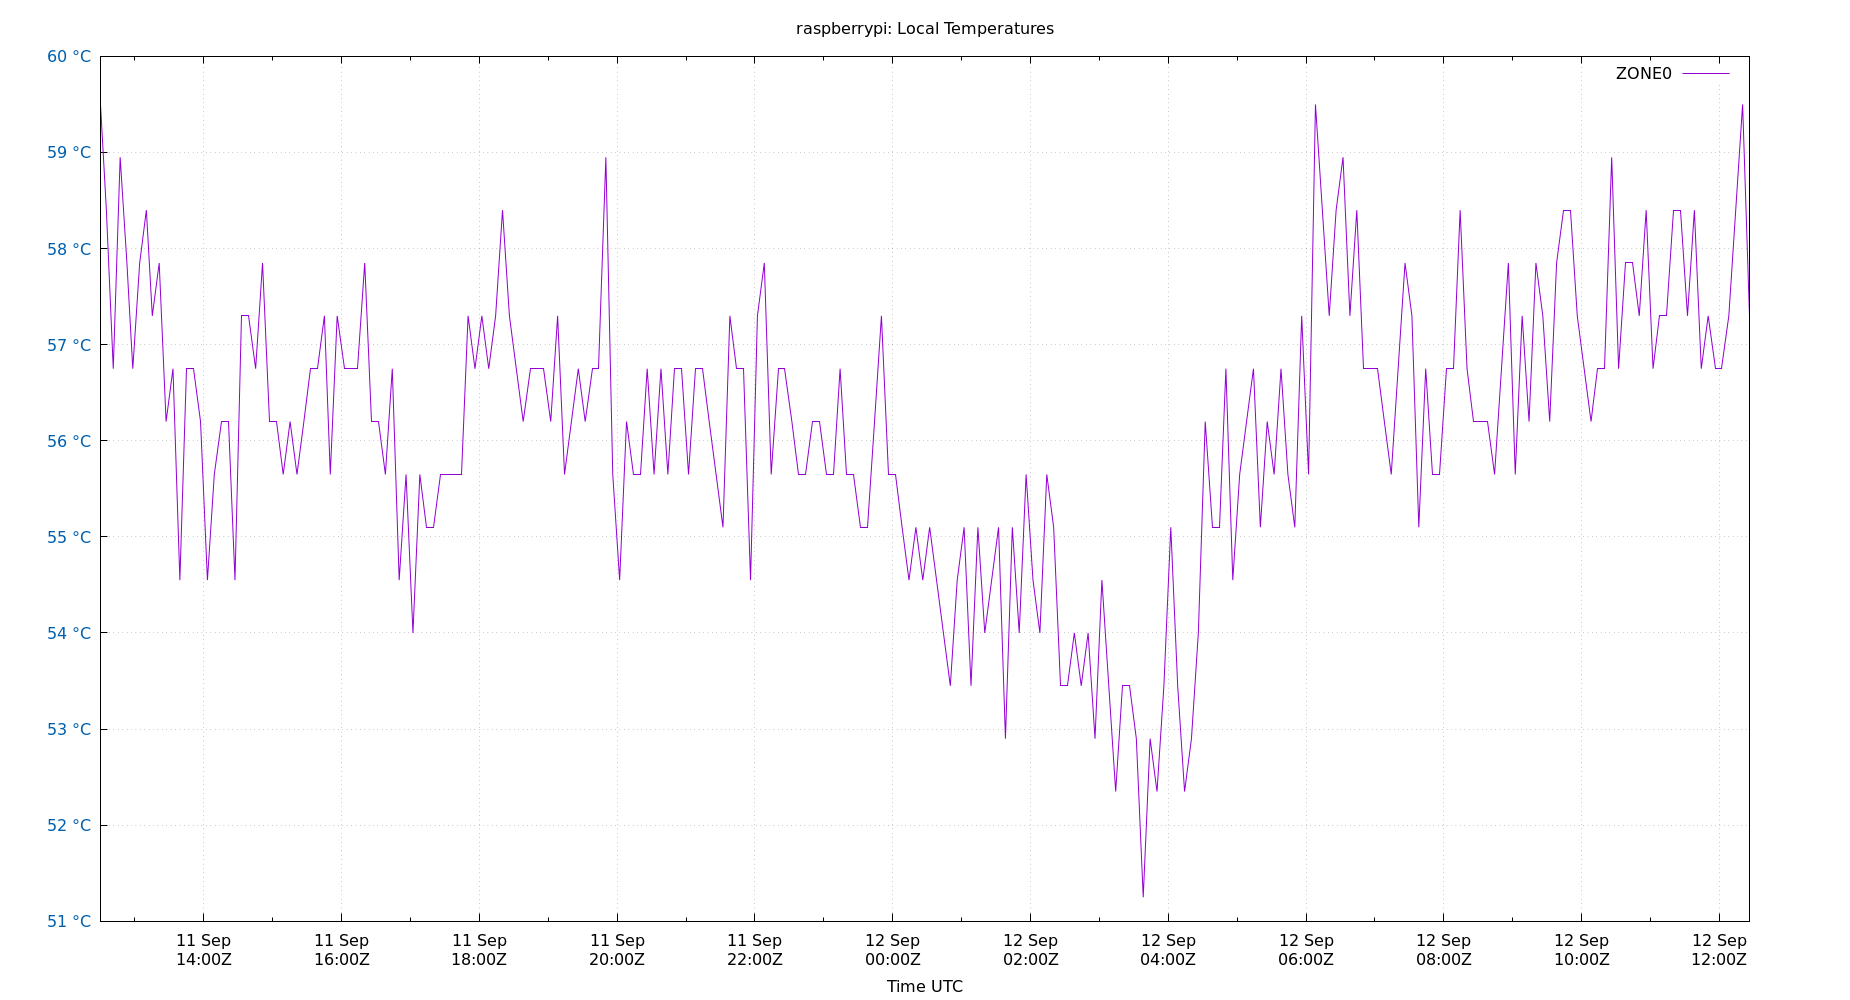 raspberrypi: Local Temperatures
ZONE0
60 °C
59 °C
58 °C
57 °C
56 °C
55 °C
54 °C
53 °C
52 °C
51 °C
11 Sep 11 Sep 11 Sep 11 Sep 11 Sep 12 Sep 12 Sep 12 Sep 12 Sep 12 Sep 12 Sep 12 Sep
14:00Z 16:00Z 18:00Z 20:00Z 22:00Z 00:00Z 02:00Z 04:00Z 06:00Z 08:00Z 10:00Z 12:00Z
Time UTC